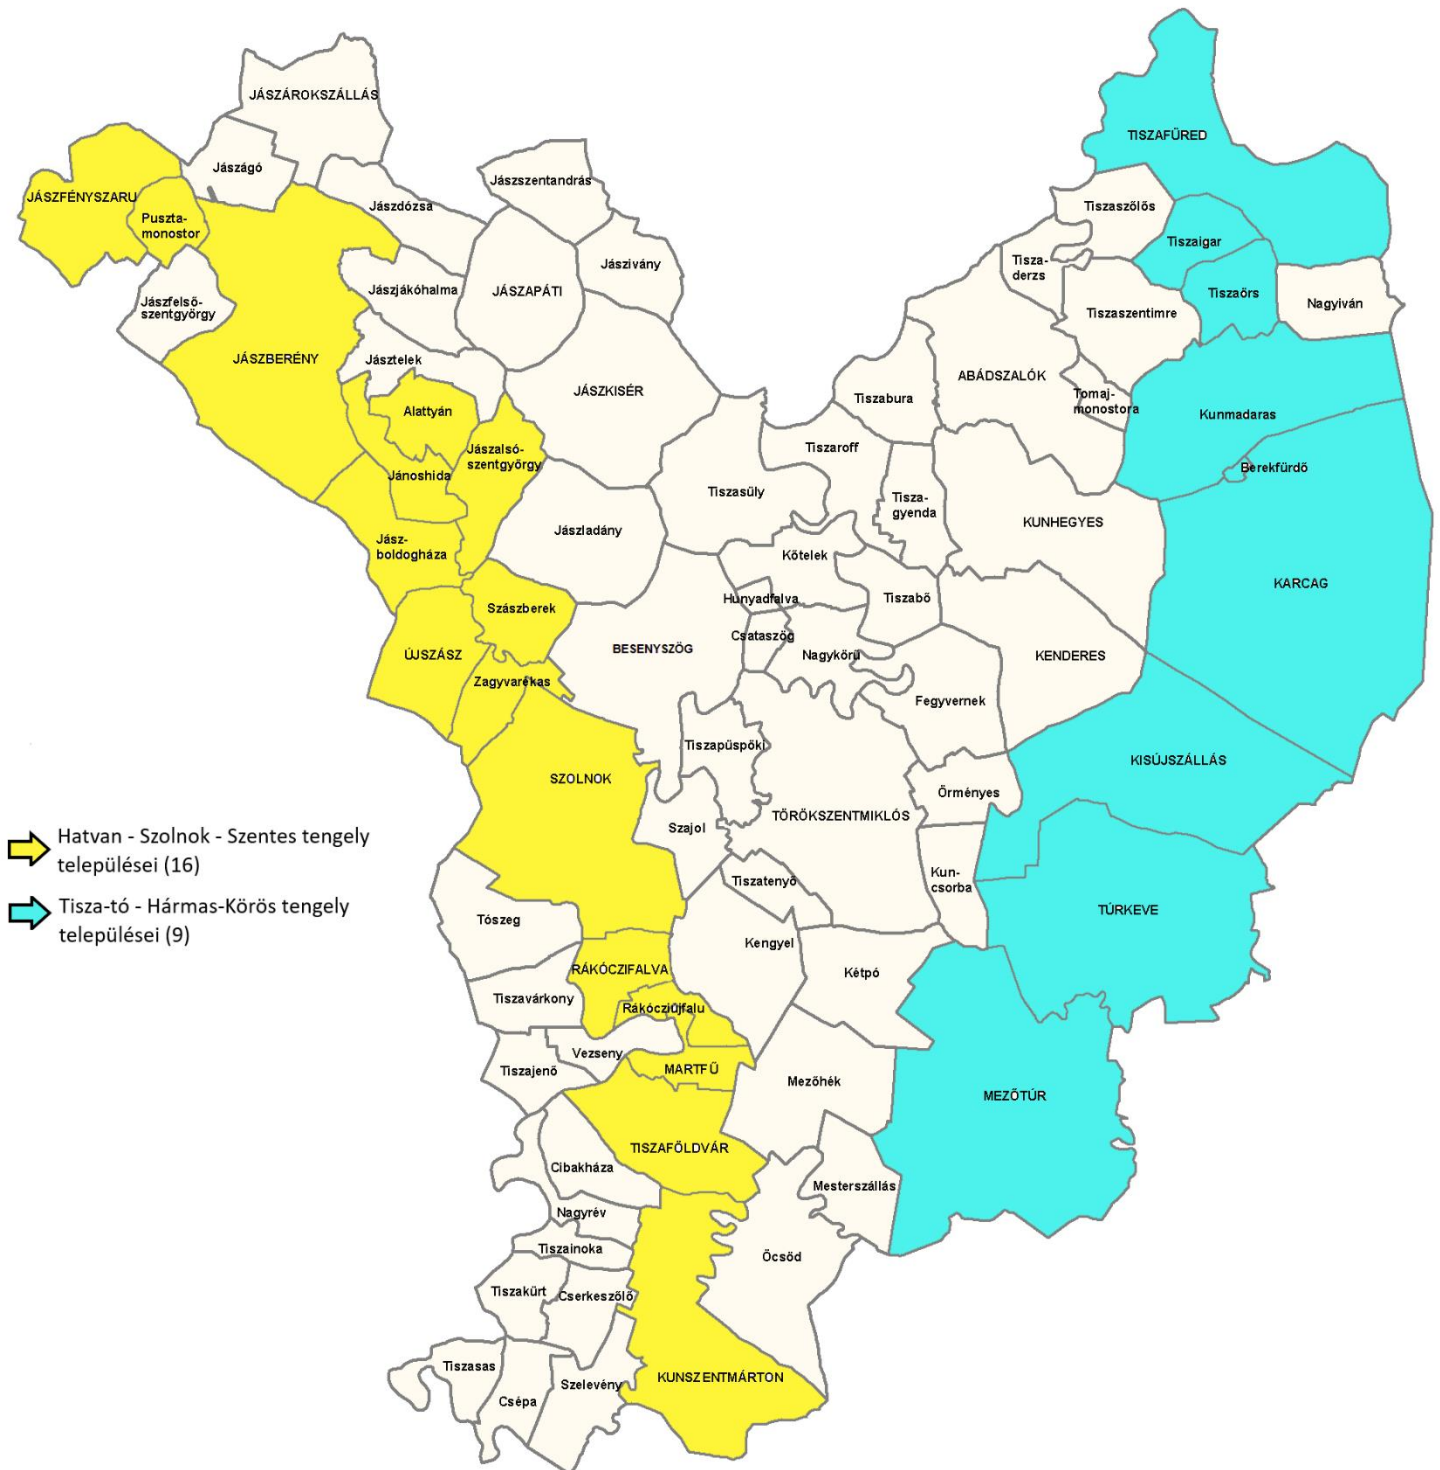 JÁSZÁROKSZÁLLÁS
TISZAFÜRED
Jászágó
Jászszentandrás
JÁSZFÉNYSZARU
Jászdózsa
Tiszaszőlős
Puszta-
monostor
Tiszaigar
Jászivány
Tisza-
derzs
Jászjákóhalma
JÁSZAPÁTI
Tiszaörs
Nagyiván
Jászfelső-
szentgyörgy
Tiszaszentimre
JÁSZBERÉNY
Jásztelek
ABÁDSZALÓK
JÁSZKISÉR
Tiszabura
Tomaj-
monostora
Alattyán
Kunmadaras
Jászalsó-
szentgyörgy
Tiszaroff
Berekfürdő
Jánoshida
Tiszasüly
Tisza-
gyenda
KUNHEGYES
Jászladány
Jász-
boldogháza
Kőtelek
KARCAG
Hunyadfalva
Tiszabő
Szászberek
Csataszög
BESENYSZÖG
Nagykörű
KENDERES
ÚJSZÁSZ
Zagyvarékas
Fegyvernek
Tiszapüspöki
KISÚJSZÁLLÁS
SZOLNOK
Örményes
TÖRÖKSZENTMIKLÓS
Szajol
Hatvan - Szolnok - Szentes tengely
települései (16)
Tiszatenyő
Kun-
csorba
Tisza-tó - Hármas-Körös tengely
települései (9)
TÚRKEVE
Tószeg
Kengyel
RÁKÓCZIFALVA
Kétpó
Tiszavárkony
Rákócziújfalu
Vezseny
Tiszajenő
MARTFŰ
Mezőhék
MEZŐTÚR
TISZAFÖLDVÁR
Cibakháza
Mesterszállás
Nagyrév
Tiszainoka
Öcsöd
Tiszakürt
Cserkeszőlő
Tiszasas
KUNSZENTMÁRTON
Szelevény
Csépa